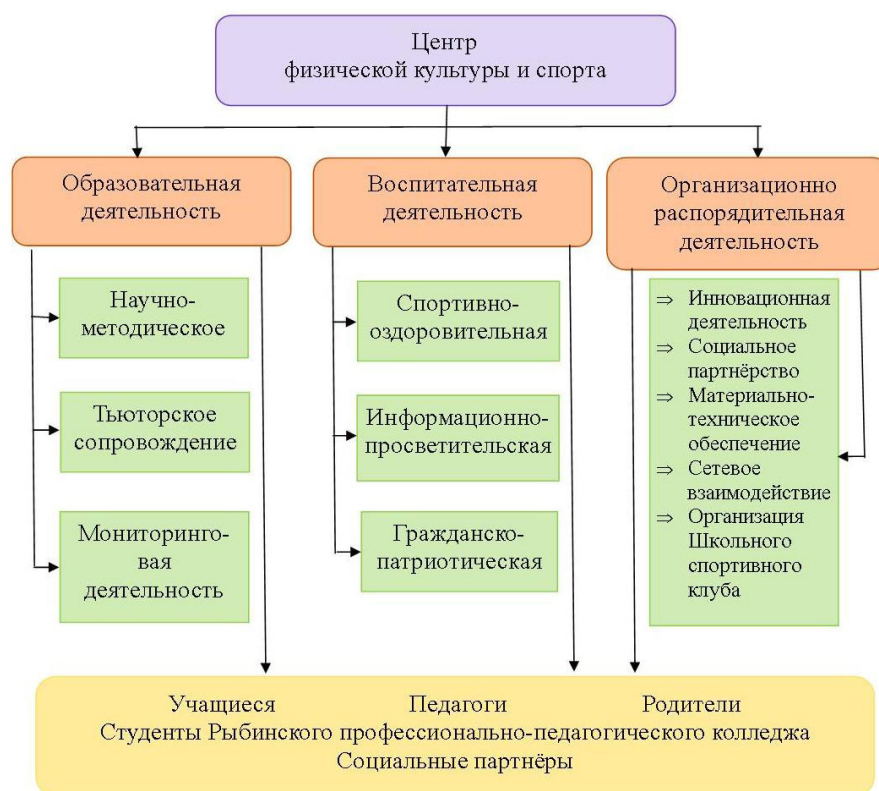 Центр
физической культуры и спорта
Образовательная
деятельность
Воспитательная
деятельность
Организационно
распорядительная
деятельность
Научно-
методическое
Тьюторское
сопровождение
Мониторинго-
вая
деятельность
Спортивно-
оздоровительная
Информационно-
просветительская
Гражданско-
патриотическая
⇒ Инновационная
деятельность
⇒ Социальное
партнёрство
⇒ Материально-
техническое
обеспечение
⇒ Сетевое
взаимодействие
⇒ Организация
Школьного
спортивного
клуба
Учащиеся Педагоги Родители
Студенты Рыбинского профессионально-педагогического колледжа
Социальные партнёры